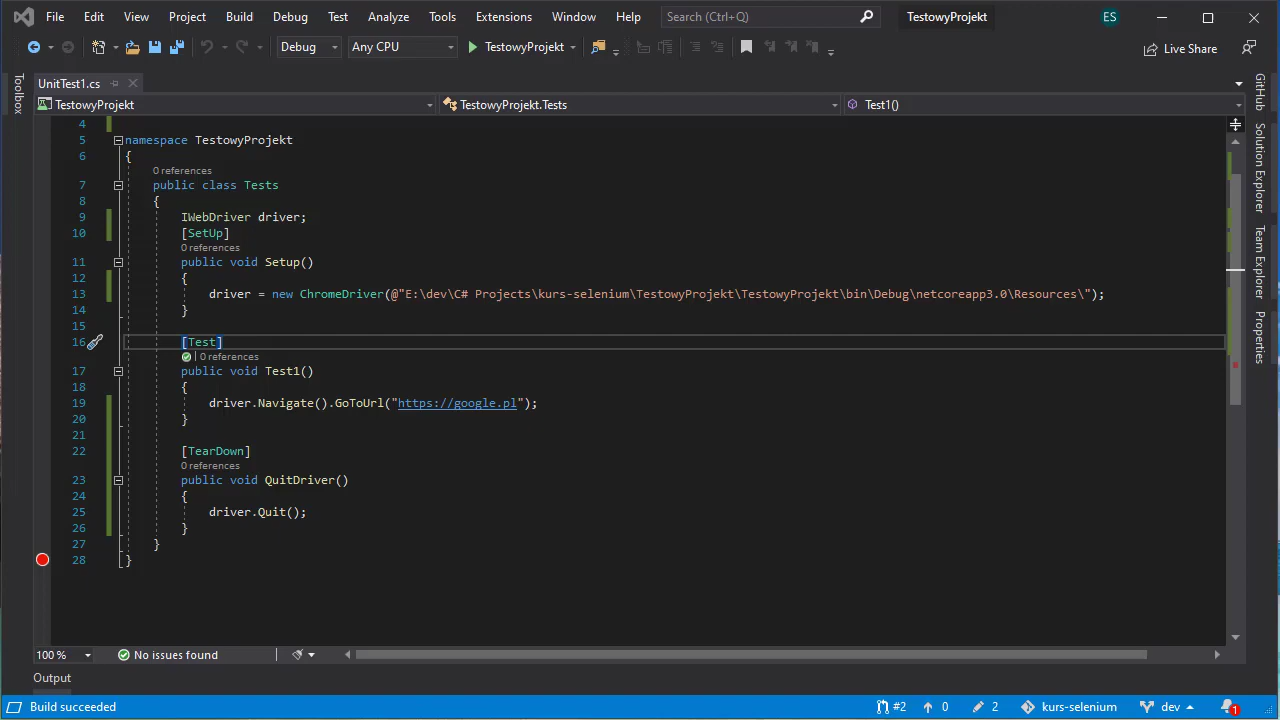 File Edit View Project Build Debug Test Analyze Tools Extensions Window Help Search (Ctrl+Q) TestowyProjekt ES
Debug Any CPU TestowyProjekt Live Share
UnitTest1.cs
TestowyProjekt TestowyProjekt.Tests Test1()
4
5 namespace TestowyProjekt
6 {
0 references
7 public class Tests
8 {
9 IWebDriver driver;
10 [SetUp]
0 references
11 public void Setup()
12 {
13 driver = new ChromeDriver(@"E:\dev\C# Projects\kurs-selenium\TestowyProjekt\TestowyProjekt\bin\Debug\netcoreapp3.0\Resources\");
14 }
15
16 [Test]
0 references
17 public void Test1()
18 {
19 driver.Navigate().GoToUrl("https://google.pl");
20 }
21
22 [TearDown]
0 references
23 public void QuitDriver()
24 {
25 driver.Quit();
26 }
27 }
28 }
100 % No issues found
Output
Build succeeded #2 0 2 kurs-selenium dev 1
Toolbox
GitHub
Solution Explorer
Team Explorer
Properties